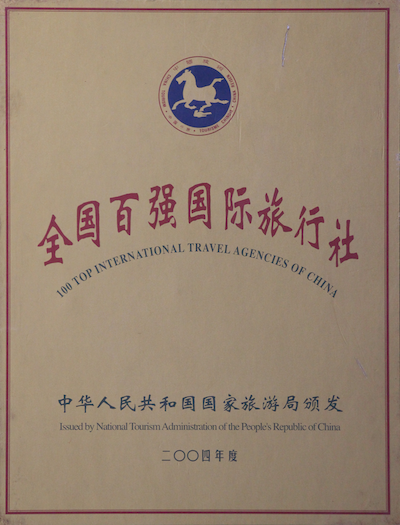 全国百强国际旅行社
100 TOP INTERNATIONAL TRAVEL AGENCIES OF CHINA
中华人民共和国国家旅游局颁发
Issued by National Tourism Administration of the People's Republic of China
二〇〇四年度